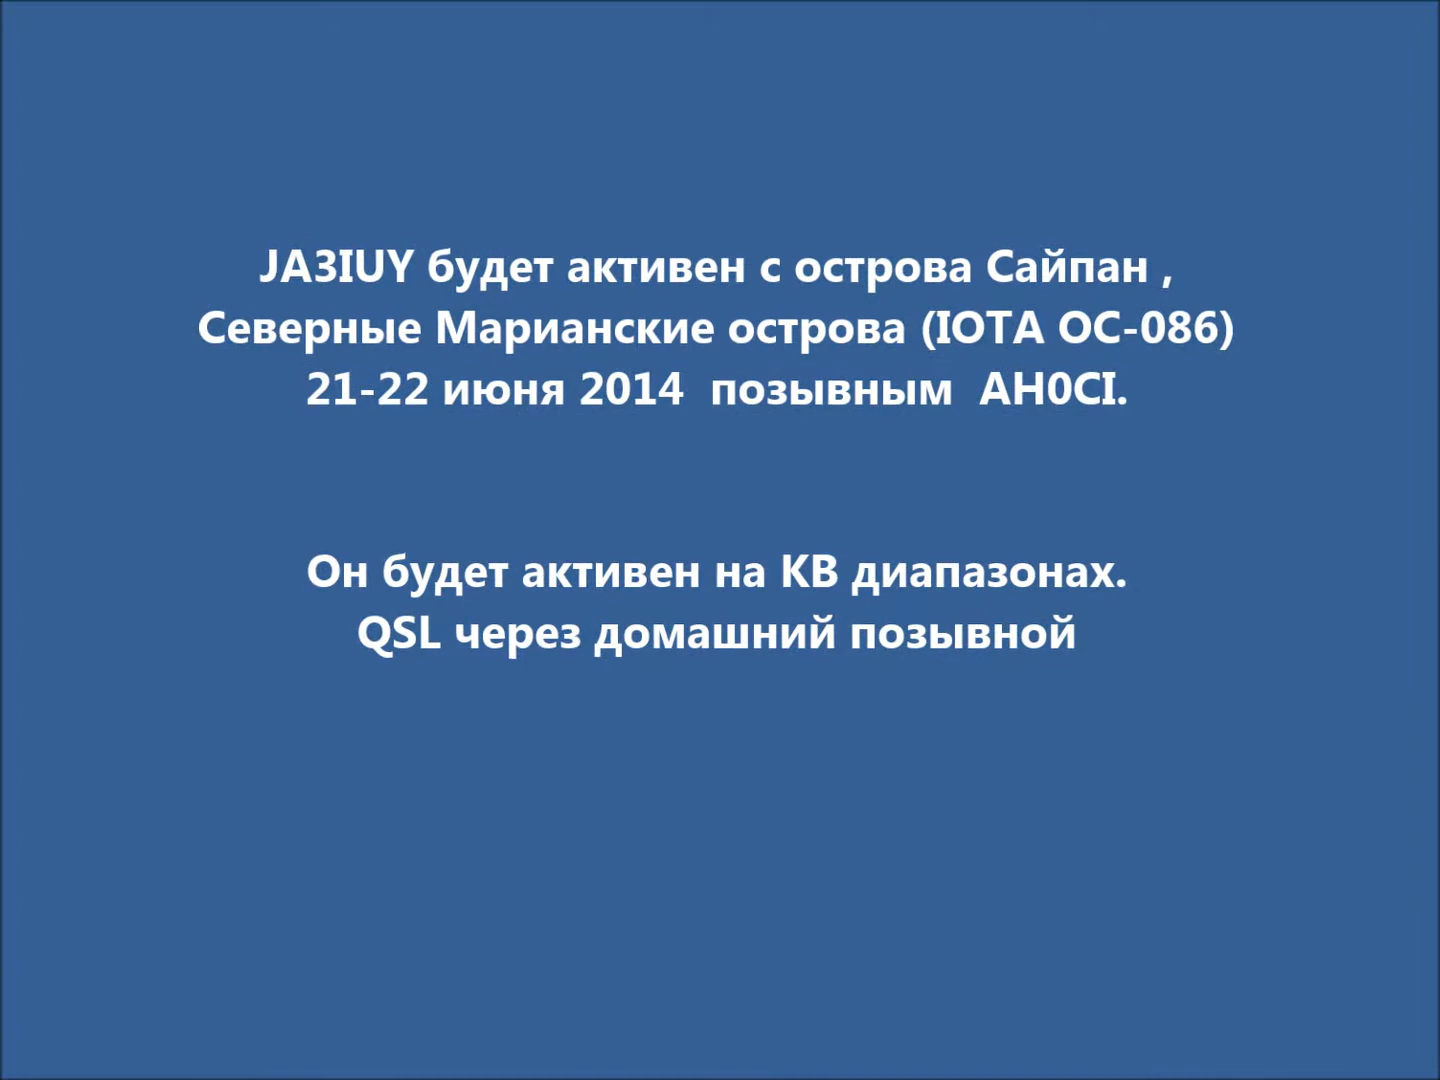 JA3IUY будет активен с острова Сайпан ,
Северные Марианские острова (IOTA OC-086)
21-22 июня 2014  позывным  AH0CI.
Он будет активен на КВ диапазонах.
QSL через домашний позывной